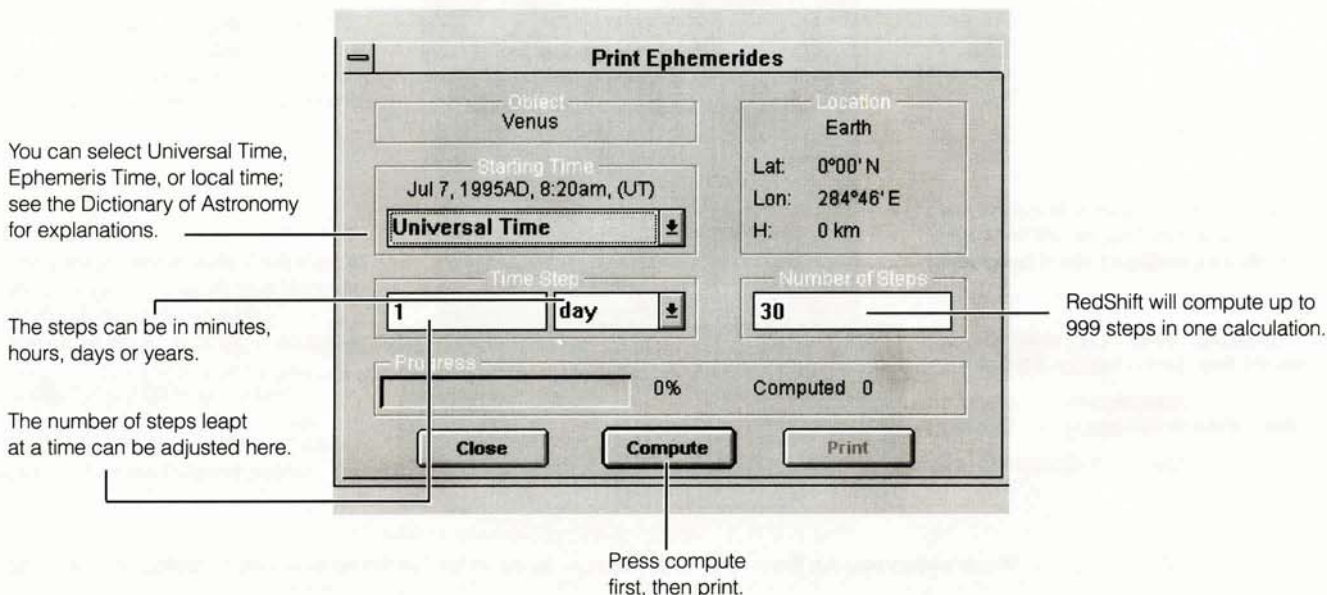 Print Ephemerides
Object
Venus
Location
Earth
Lat: 0°00' N
Lon: 284°46' E
H: 0 km
Starting Time
Jul 7, 1995AD, 8:20am, (UT)
Universal Time
Time Step
1 day
Number of Steps
30
Progress
0%
Computed 0
Close
Compute
Print
You can select Universal Time,
Ephemeris Time, or local time;
see the Dictionary of Astronomy
for explanations.
The steps can be in minutes,
hours, days or years.
The number of steps leapt
at a time can be adjusted here.
RedShift will compute up to
999 steps in one calculation.
Press compute
first, then print.